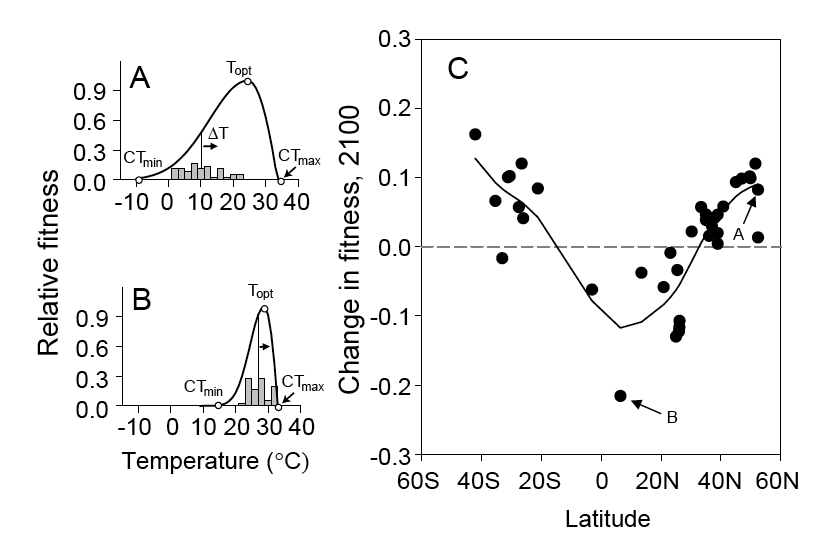 A
T_opt
ΔT
CT_min
CT_max
0.9
0.6
0.3
0.0
-10 0 10 20 30 40
Relative fitness
B
T_opt
CT_min
CT_max
0.9
0.6
0.3
0.0
-10 0 10 20 30 40
Temperature (°C)
C
Change in fitness, 2100
0.3
0.2
0.1
0.0
-0.1
-0.2
-0.3
A
B
60S 40S 20S 0 20N 40N 60N
Latitude